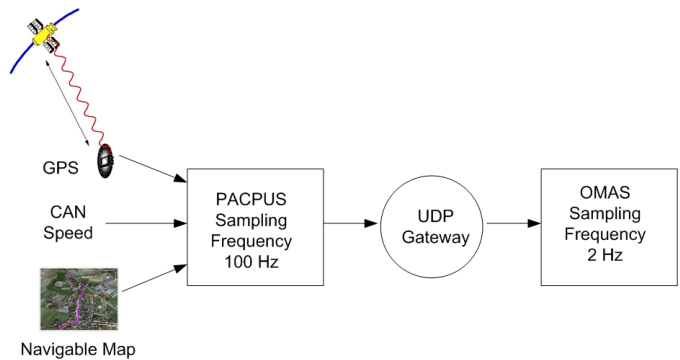 GPS
CAN
Speed
Navigable Map
PACPUS
Sampling
Frequency
100 Hz
UDP
Gateway
OMAS
Sampling
Frequency
2 Hz